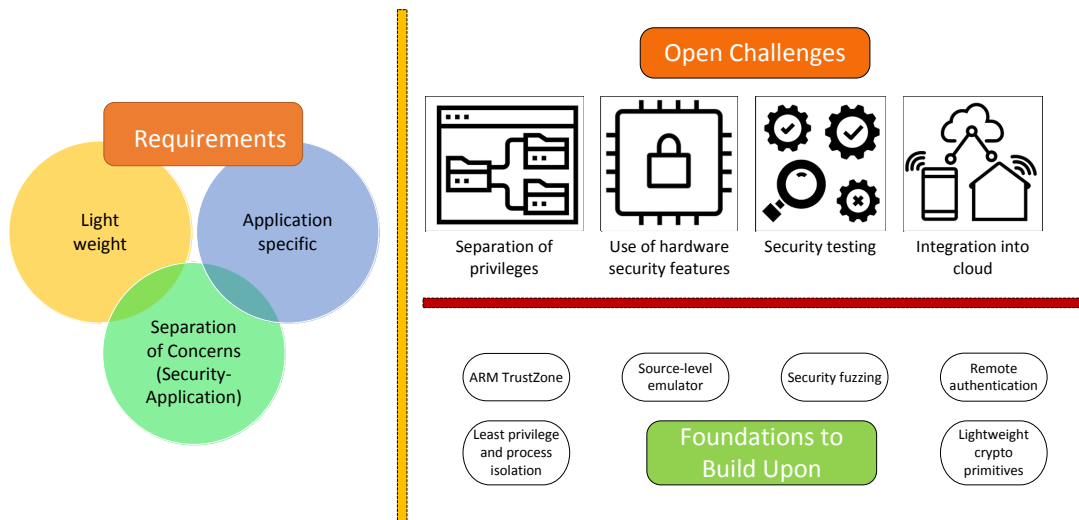 Requirements
Light
weight
Application
specific
Separation
of Concerns
(Security-
Application)
Open Challenges
Separation of
privileges
Use of hardware
security features
Security testing
Integration into
cloud
ARM TrustZone
Source-level
emulator
Security fuzzing
Remote
authentication
Least privilege
and process
isolation
Foundations to
Build Upon
Lightweight
crypto
primitives